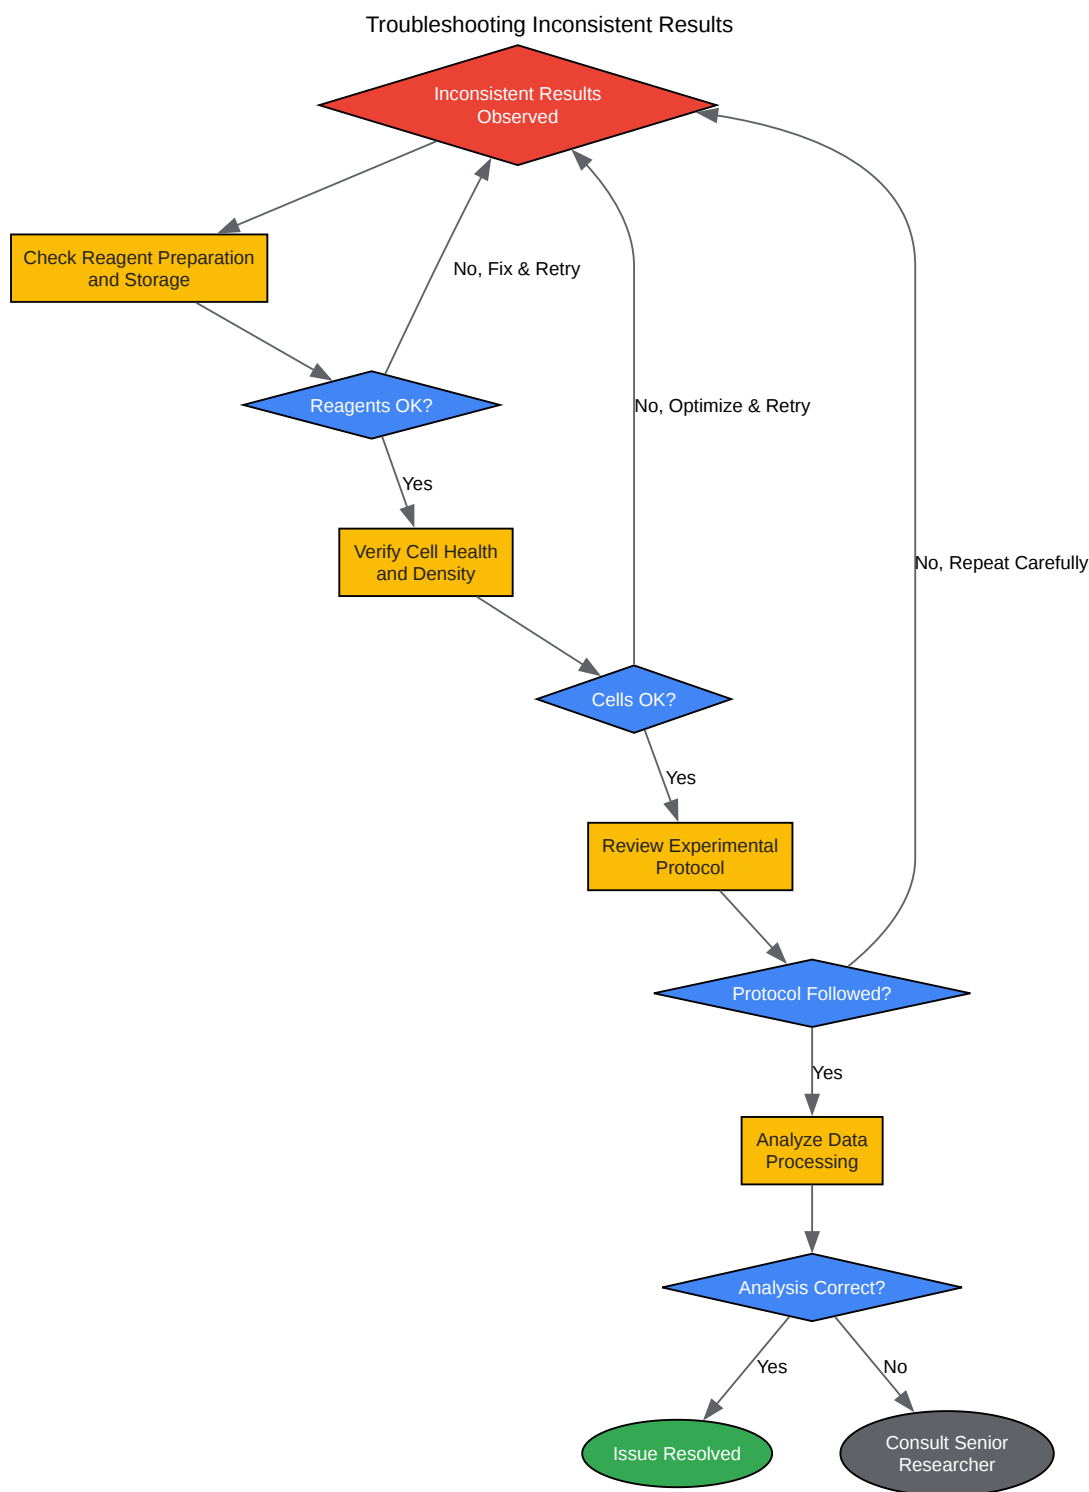 Troubleshooting Inconsistent Results
Inconsistent Results
Observed
Check Reagent Preparation
and Storage
No, Fix & Retry
Reagents OK?
No, Optimize & Retry
Yes
Verify Cell Health
and Density
No, Repeat Carefully
Cells OK?
Yes
Review Experimental
Protocol
Protocol Followed?
Yes
Analyze Data
Processing
Analysis Correct?
Yes
No
Issue Resolved
Consult Senior
Researcher